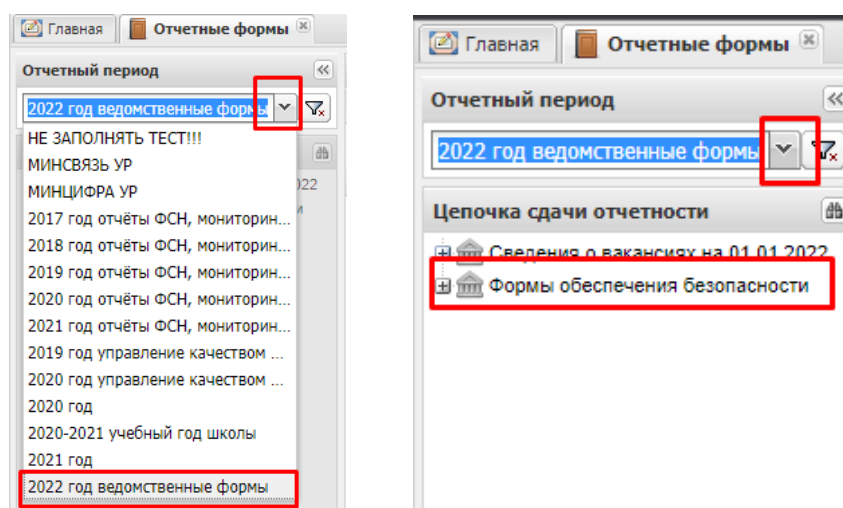 Главная
Отчетные формы
Отчетный период
2022 год ведомственные формы
НЕ ЗАПОЛНЯТЬ ТЕСТ!!!
МИНСВЯЗЬ УР
МИНЦИФРА УР
2017 год отчёты ФСН, мониторин...
2018 год отчёты ФСН, мониторин...
2019 год отчёты ФСН, мониторин...
2020 год отчёты ФСН, мониторин...
2021 год отчёты ФСН, мониторин...
2019 год управление качеством ...
2020 год управление качеством ...
2020 год
2020-2021 учебный год школы
2021 год
2022 год ведомственные формы
Главная
Отчетные формы
Отчетный период
2022 год ведомственные формы
Цепочка сдачи отчетности
Сведения о вакансиях на 01.01.2022
Формы обеспечения безопасности